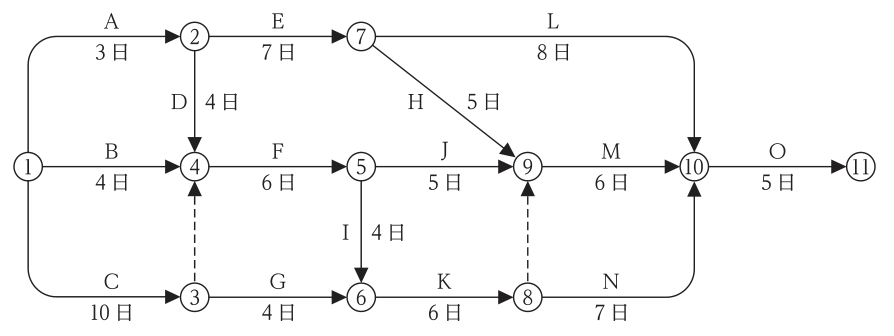 A E L
② ⑦
3日 7日 8日
D 4日 H 5日
B F J M O
① ④ ⑤ ⑨ ⑩ ⑪
4日 6日 5日 6日 5日
I 4日
C G K N
③ ⑥ ⑧
10日 4日 6日 7日